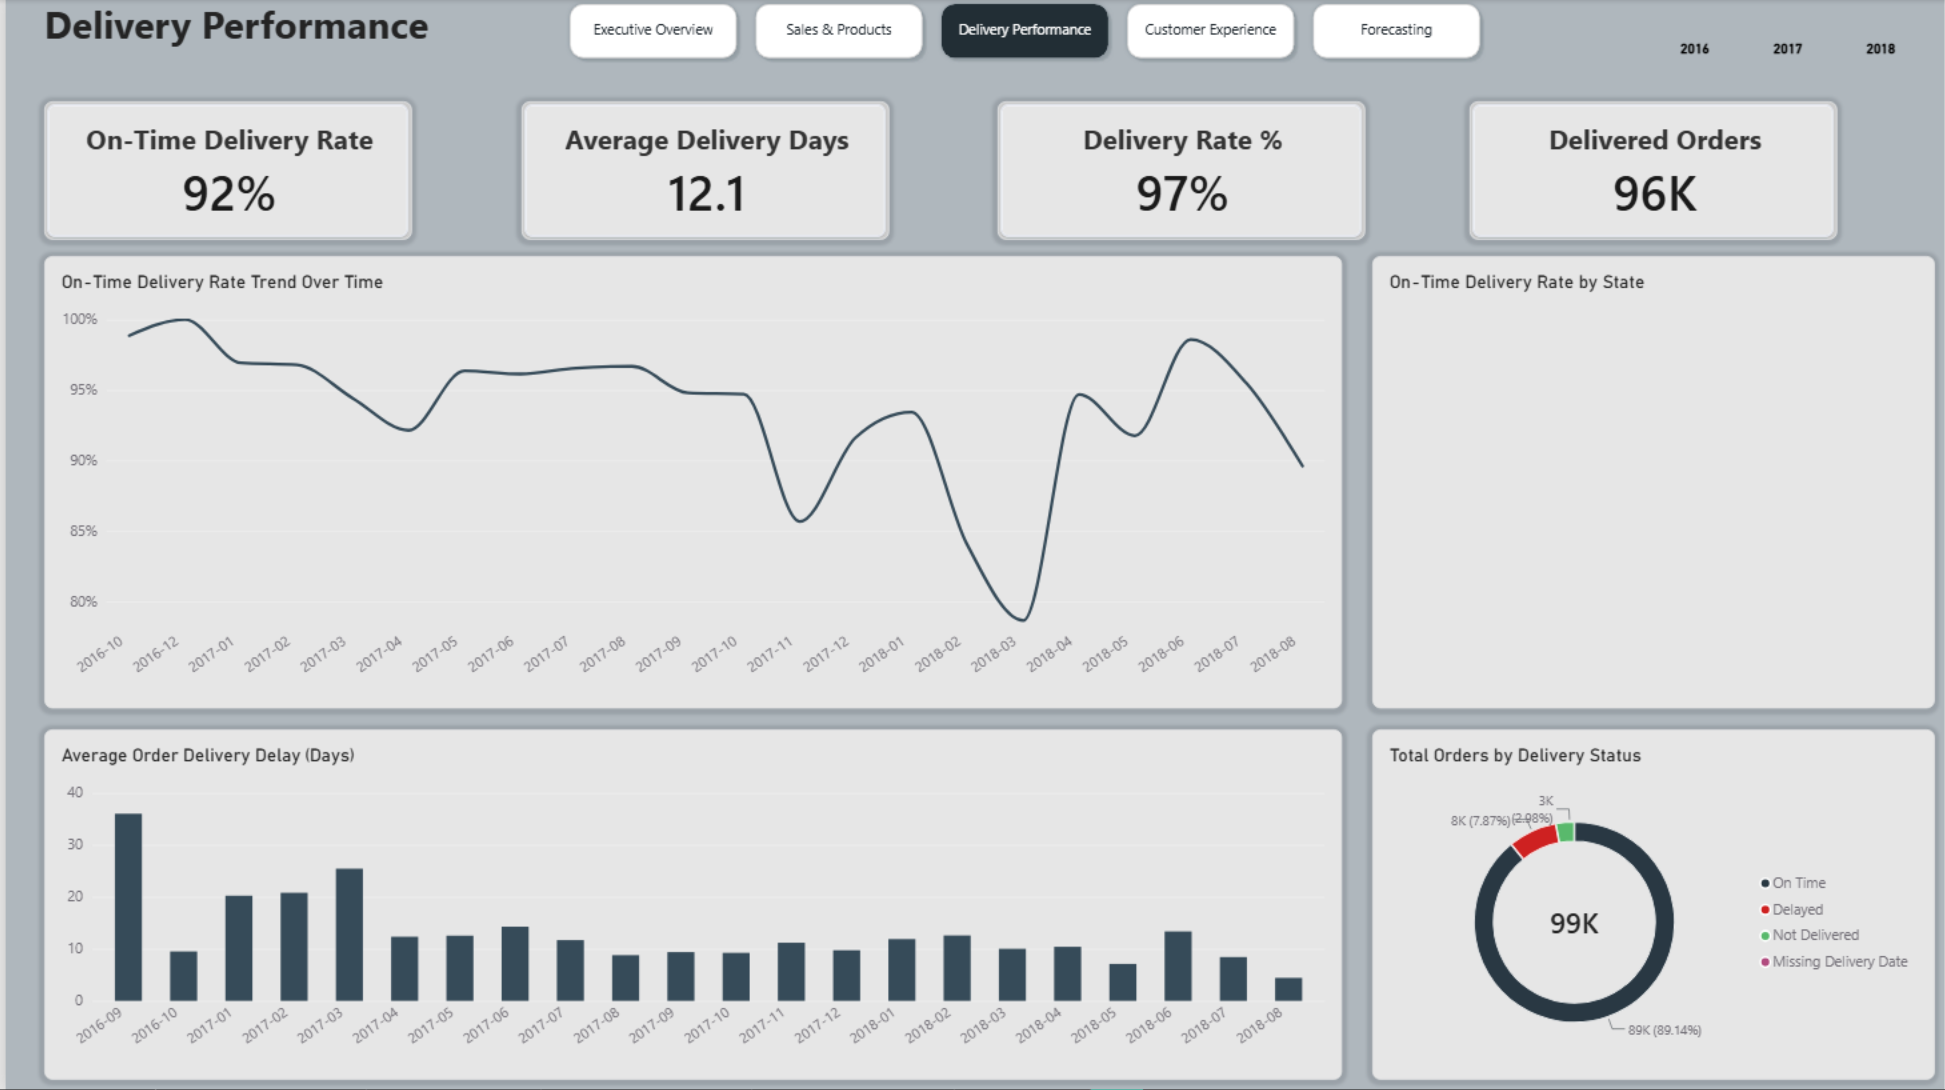 Delivery Performance
Executive Overview
Sales & Products
Delivery Performance
Customer Experience
Forecasting
2016
2017
2018
On-Time Delivery Rate
92%
Average Delivery Days
12.1
Delivery Rate %
97%
Delivered Orders
96K
On-Time Delivery Rate Trend Over Time
100%
95%
90%
85%
80%
2016-10
2016-12
2017-01
2017-02
2017-03
2017-04
2017-05
2017-06
2017-07
2017-08
2017-09
2017-10
2017-11
2017-12
2018-01
2018-02
2018-03
2018-04
2018-05
2018-06
2018-07
2018-08
On-Time Delivery Rate by State
Average Order Delivery Delay (Days)
40
30
20
10
0
2016-09
2016-10
2017-01
2017-02
2017-03
2017-04
2017-05
2017-06
2017-07
2017-08
2017-09
2017-10
2017-11
2017-12
2018-01
2018-02
2018-03
2018-04
2018-05
2018-06
2018-07
2018-08
Total Orders by Delivery Status
3K
(2.98%)
8K (7.87%)
99K
89K (89.14%)
On Time
Delayed
Not Delivered
Missing Delivery Date